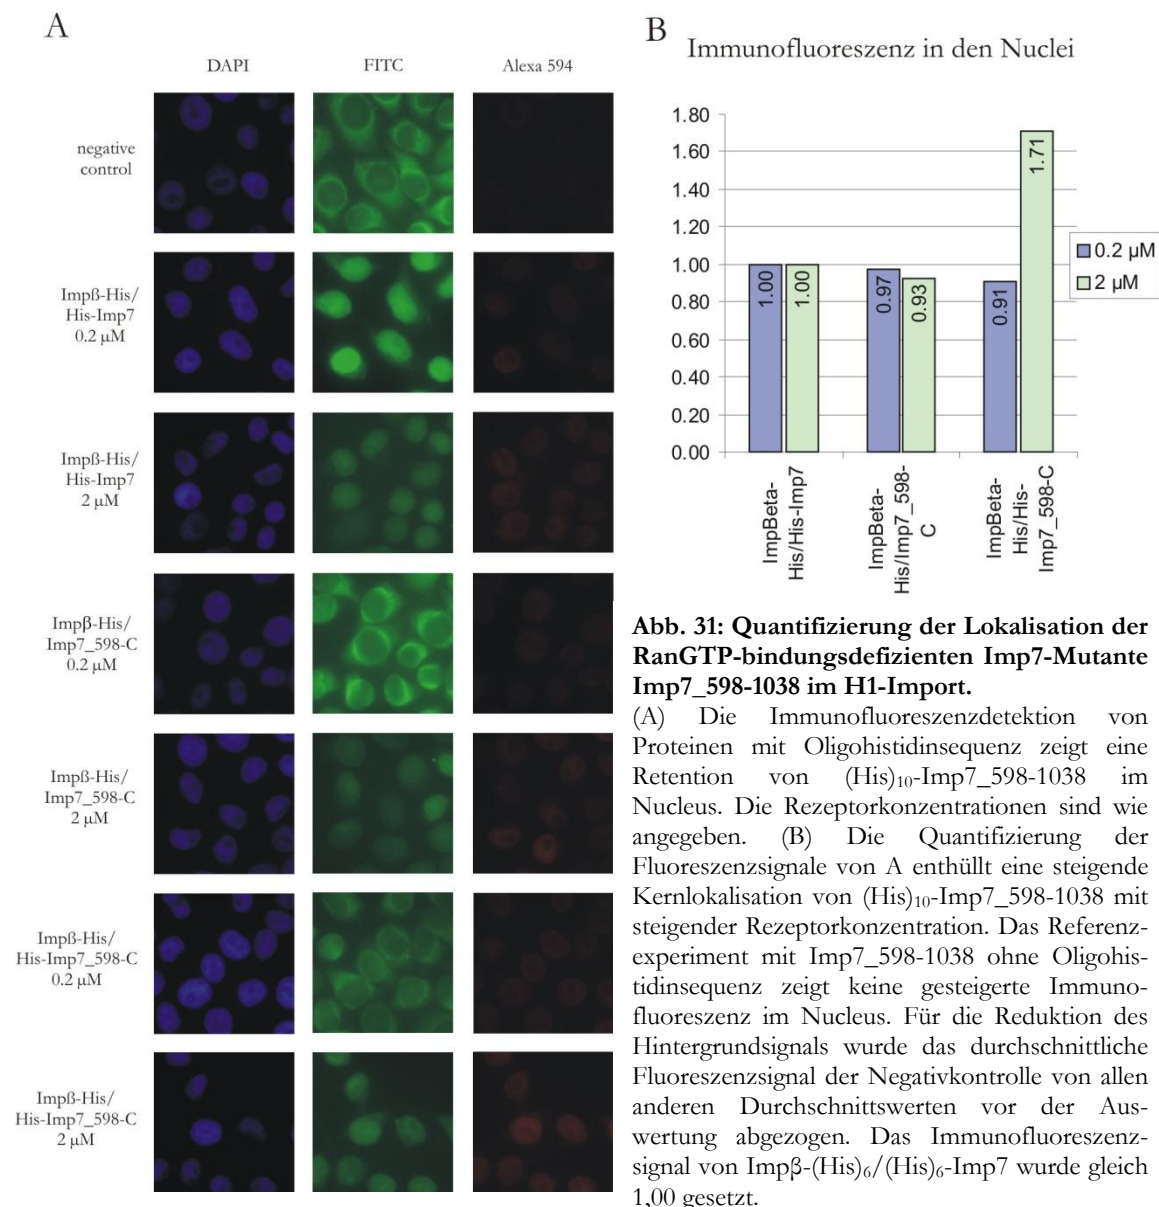 A
DAPI
FITC
Alexa 594
negative
control
Impß-His/
His-Imp7
0.2 µM
Impß-His/
His-Imp7
2 µM
Impβ-His/
Imp7_598-C
0.2 µM
Impß-His/
Imp7_598-C
2 µM
Impß-His/
His-Imp7_598-C
0.2 µM
Impß-His/
His-Imp7_598-C
2 µM
B
Immunofluoreszenz in den Nuclei
1.80
1.60
1.40
1.20
1.00
0.80
0.60
0.40
0.20
0.00
1.00
1.00
0.97
0.93
0.91
1.71
0.2 µM
2 µM
ImpBeta-
His/His-Imp7
ImpBeta-
His/Imp7_598-
C
ImpBeta-
His/His-
Imp7_598-C
Abb. 31: Quantifizierung der Lokalisation der
RanGTP-bindungsdefizienten Imp7-Mutante
Imp7_598-1038 im H1-Import.
(A) Die Immunofluoreszenzdetektion von
Proteinen mit Oligohistidinsequenz zeigt eine
Retention von (His)₁₀-Imp7_598-1038 im
Nucleus. Die Rezeptorkonzentrationen sind wie
angegeben. (B) Die Quantifizierung der
Fluoreszenzsignale von A enthüllt eine steigende
Kernlokalisation von (His)₁₀-Imp7_598-1038 mit
steigender Rezeptorkonzentration. Das Referenz-
experiment mit Imp7_598-1038 ohne Oligohis-
tidinsequenz zeigt keine gesteigerte Immuno-
fluoreszenz im Nucleus. Für die Reduktion des
Hintergrundsignals wurde das durchschnittliche
Fluoreszenzsignal der Negativkontrolle von allen
anderen Durchschnittswerten vor der Aus-
wertung abgezogen. Das Immunofluoreszenz-
signal von Impβ-(His)₆/(His)₆-Imp7 wurde gleich
1,00 gesetzt.